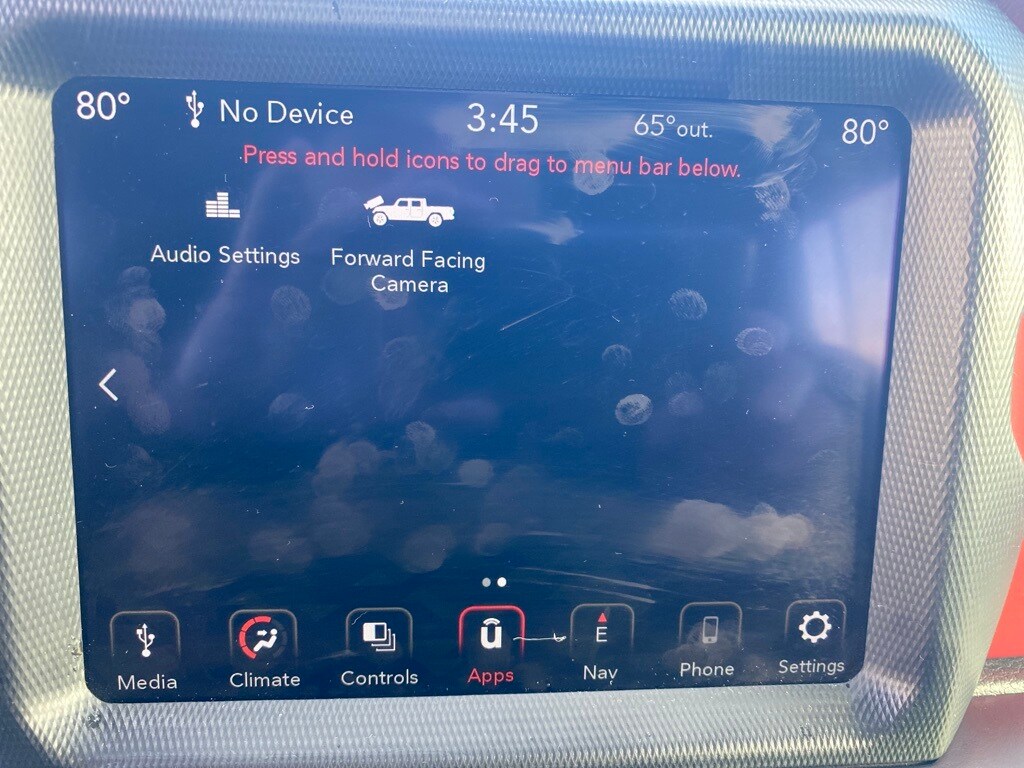 80° No Device 3:45 65°out. 80°
Press and hold icons to drag to menu bar below.
Audio Settings
Forward Facing
Camera
E
Media Climate Controls Apps Nav Phone Settings